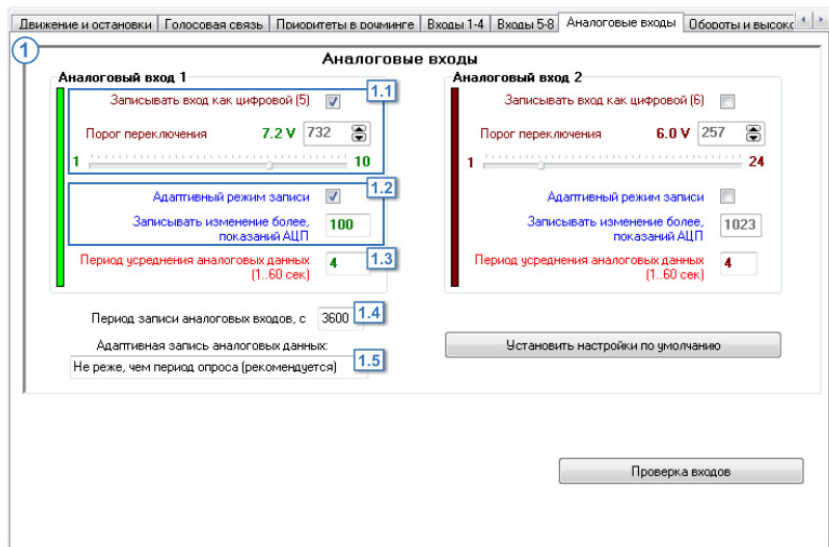 Движение и остановки Голосовая связь Приоритеты в роуминге Входы 1-4 Входы 5-8 Аналоговые входы Обороты и высоко
1
Аналоговые входы
Аналоговый вход 1
Записывать вход как цифровой (5)
1.1
Порог переключения 7.2 V 732
1 10
1.2
Адаптивный режим записи
Записывать изменение более, показаний АЦП 100
Период усреднения аналоговых данных (1..60 сек) 4
1.3
Аналоговый вход 2
Записывать вход как цифровой (6)
Порог переключения 6.0 V 257
1 24
Адаптивный режим записи
Записывать изменение более, показаний АЦП 1023
Период усреднения аналоговых данных (1..60 сек) 4
Период записи аналоговых входов, с 3600
1.4
Адаптивная запись аналоговых данных:
1.5
Не реже, чем период опроса (рекомендуется)
Установить настройки по умолчанию
Проверка входов